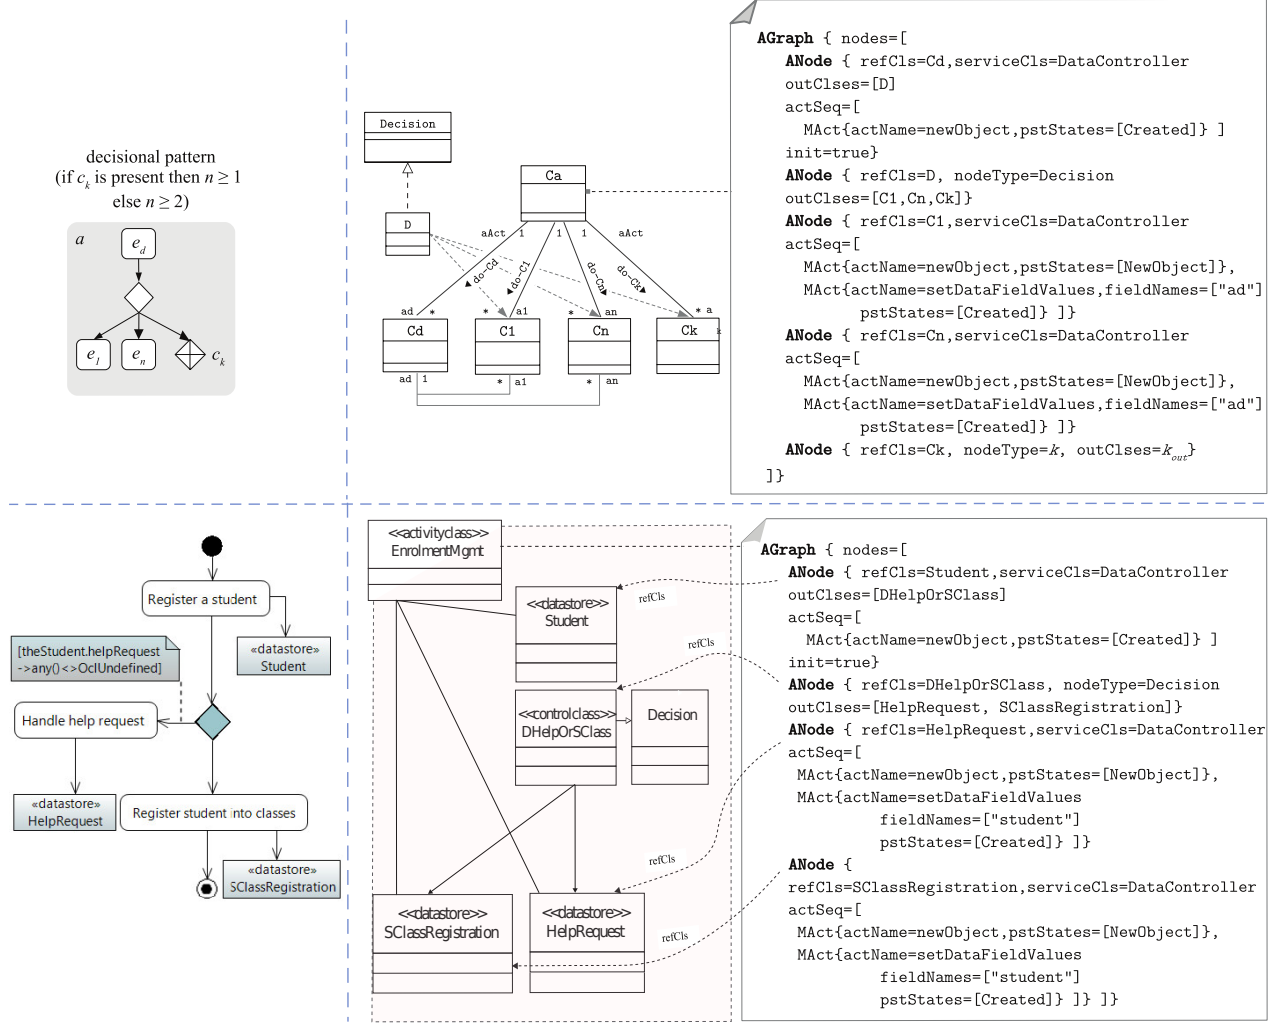 decisional pattern
(if ck is present then n ≥ 1
else n ≥ 2)
a
ed
el
en
ck
Decision
Ca
D
aAct
1
1
1
aAct
do-Cd
do-C1
do-Cn
do-Ck
ad
*
*
a1
*
an
* a
Cd
C1
Cn
Ck
k
ad
1
*
a1
*
an
AGraph { nodes=[
ANode { refCls=Cd,serviceCls=DataController
outClses=[D]
actSeq=[
MAct{actName=newObject,pstStates=[Created]} ]
init=true}
ANode { refCls=D, nodeType=Decision
outClses=[C1,Cn,Ck]}
ANode { refCls=C1,serviceCls=DataController
actSeq=[
MAct{actName=newObject,pstStates=[NewObject]},
MAct{actName=setDataFieldValues,fieldNames=["ad"]
pstStates=[Created]} ]}
ANode { refCls=Cn,serviceCls=DataController
actSeq=[
MAct{actName=newObject,pstStates=[NewObject]},
MAct{actName=setDataFieldValues,fieldNames=["ad"]
pstStates=[Created]} ]}
ANode { refCls=Ck, nodeType=k, outClses=kout}
]}
Register a student
«datastore»
Student
[theStudent.helpRequest
->any()<>OclUndefined]
Handle help request
«datastore»
HelpRequest
Register student into classes
«datastore»
SClassRegistration
<<activityclass>>
EnrolmentMgmt
<<datastore>>
Student
<<controlclass>>
DHelpOrSClass
Decision
<<datastore>>
SClassRegistration
<<datastore>>
HelpRequest
refCls
refCls
refCls
refCls
AGraph { nodes=[
ANode { refCls=Student,serviceCls=DataController
outClses=[DHelpOrSClass]
actSeq=[
MAct{actName=newObject,pstStates=[Created]} ]
init=true}
ANode { refCls=DHelpOrSClass, nodeType=Decision
outClses=[HelpRequest, SClassRegistration]}
ANode { refCls=HelpRequest,serviceCls=DataController
actSeq=[
MAct{actName=newObject,pstStates=[NewObject]},
MAct{actName=setDataFieldValues
fieldNames=["student"]
pstStates=[Created]} ]}
ANode {
refCls=SClassRegistration,serviceCls=DataController
actSeq=[
MAct{actName=newObject,pstStates=[NewObject]},
MAct{actName=setDataFieldValues
fieldNames=["student"]
pstStates=[Created]} ]} ]}